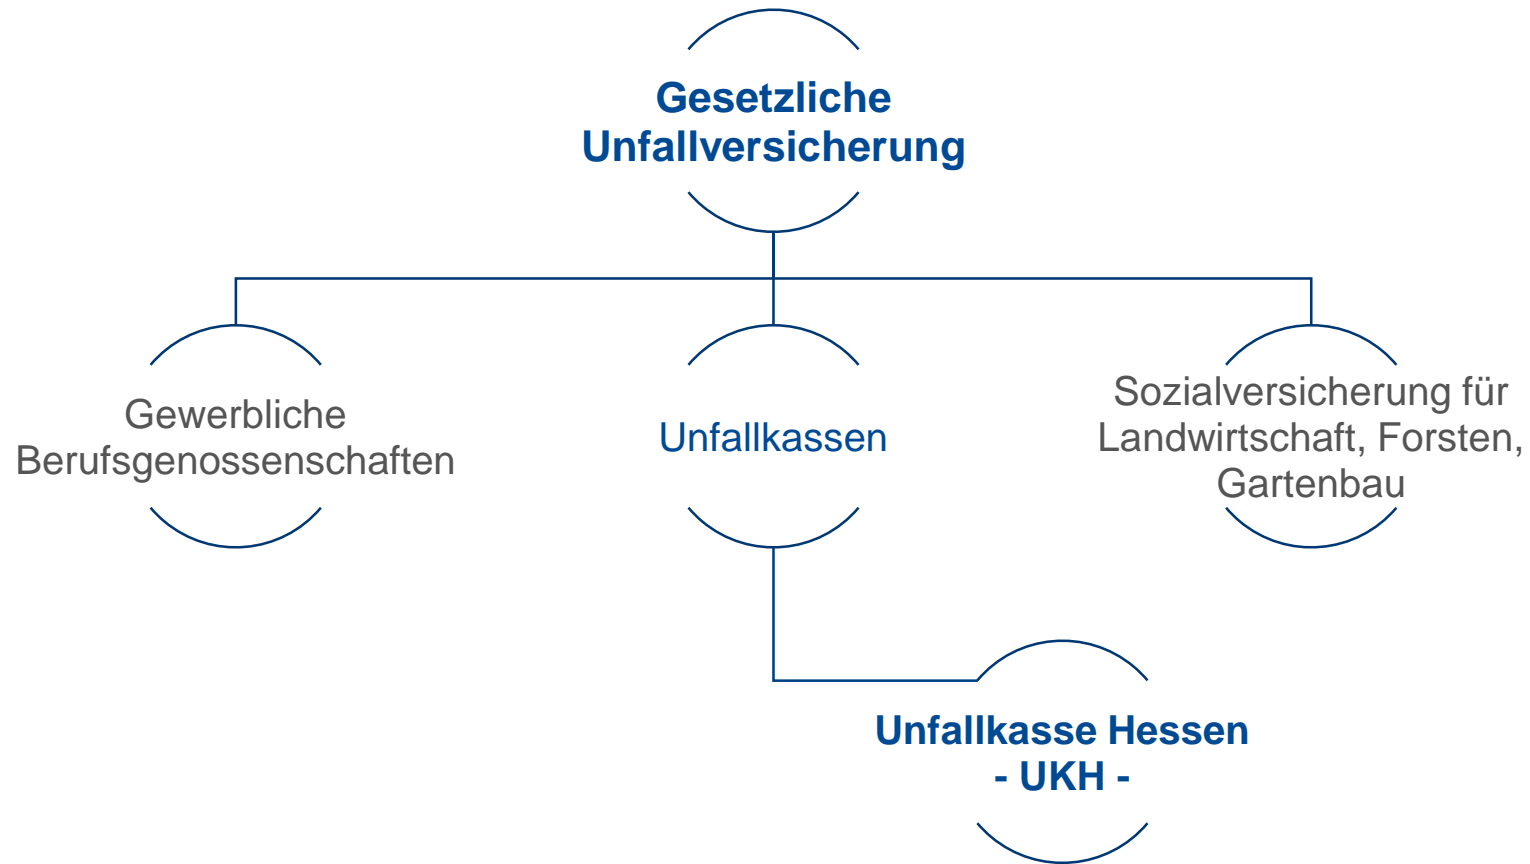 Gesetzliche
Unfallversicherung
Gewerbliche
Berufsgenossenschaften
Unfallkassen
Sozialversicherung für
Landwirtschaft, Forsten,
Gartenbau
Unfallkasse Hessen
- UKH -